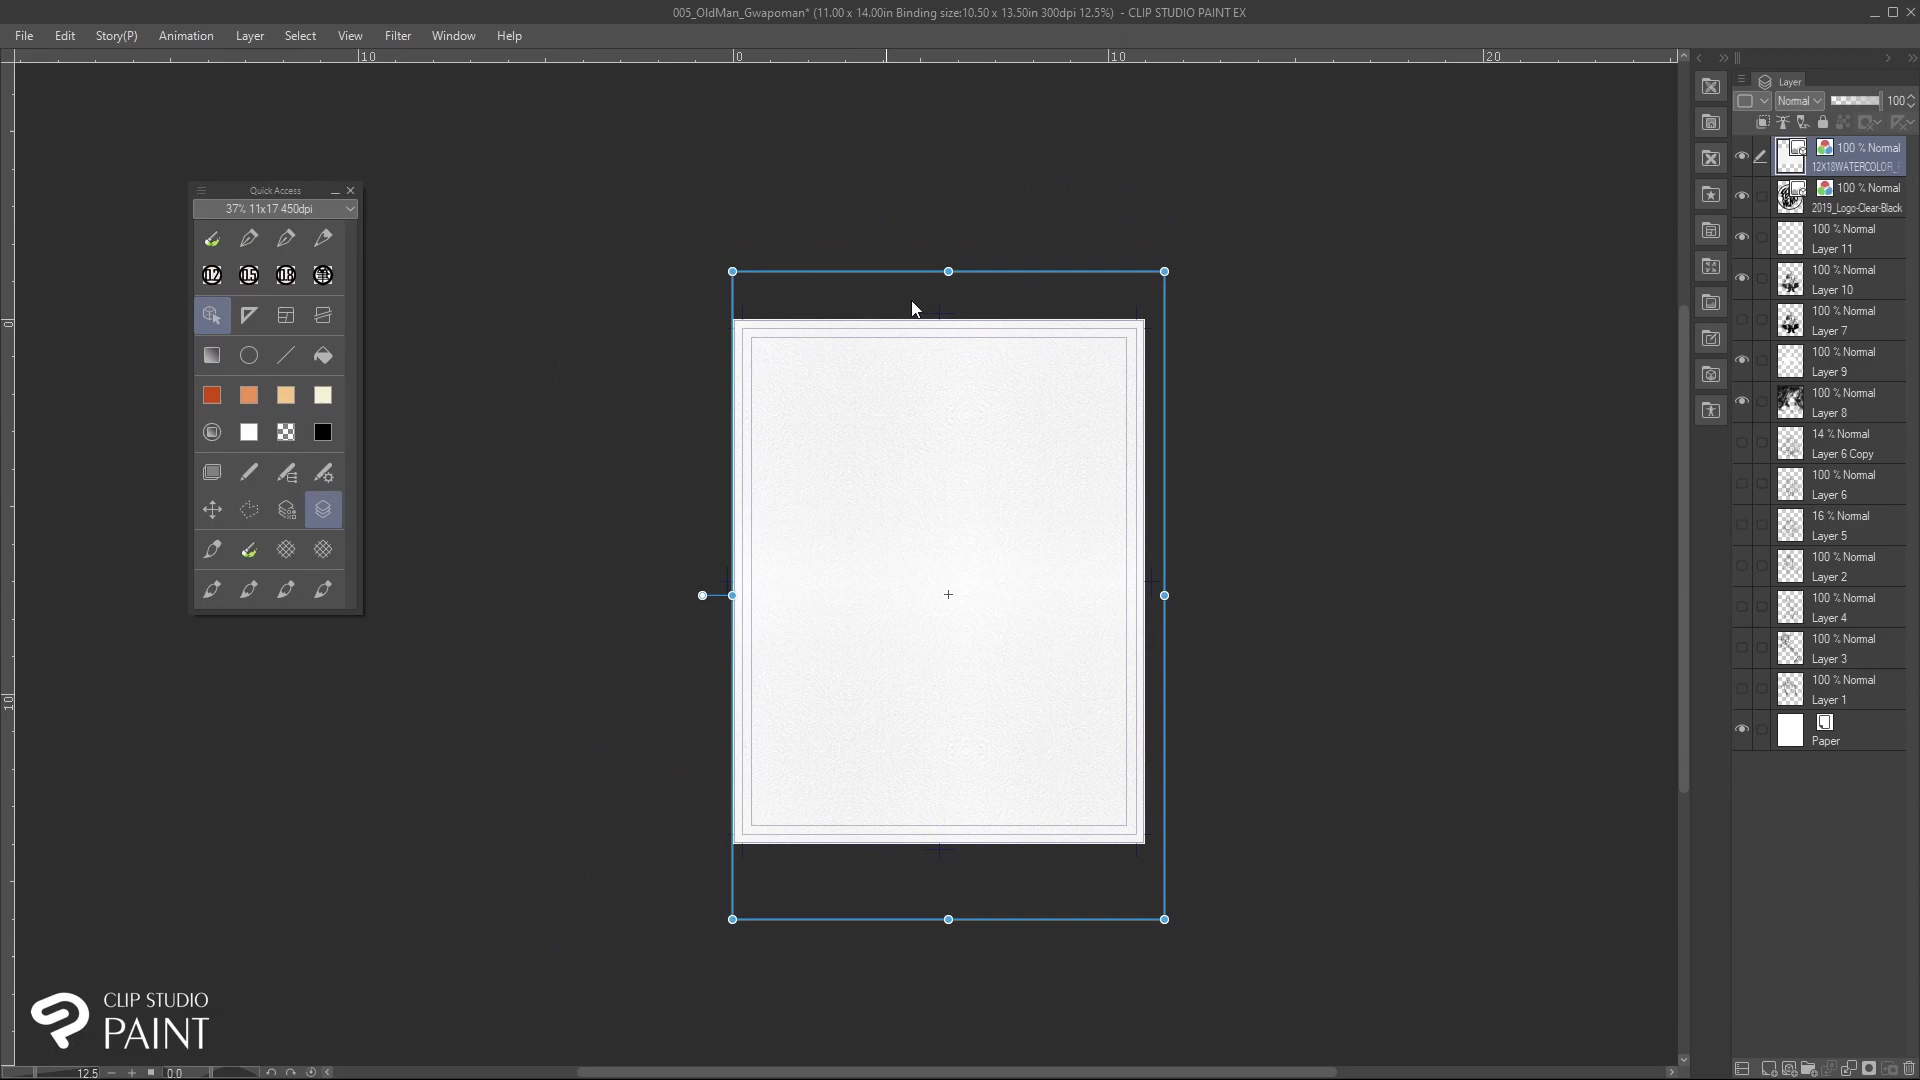 005_OldMan_Gwapoman* (11.00 x 14.00in Binding size:10.50 x 13.50in 300dpi 12.5%) - CLIP STUDIO PAINT EX
File Edit Story(P) Animation Layer Select View Filter Window Help
10 0 10 20
Layer
Normal 100
100 % Normal
12X18WATERCOLOR_
100 % Normal
2019_Logo-Clear-Black
100 % Normal
Layer 11
100 % Normal
Layer 10
100 % Normal
Layer 7
100 % Normal
Layer 9
100 % Normal
Layer 8
14 % Normal
Layer 6 Copy
100 % Normal
Layer 6
16 % Normal
Layer 5
100 % Normal
Layer 2
100 % Normal
Layer 4
100 % Normal
Layer 3
100 % Normal
Layer 1
Paper
Quick Access
37% 11x17 450dpi
02 05 08
0
10
CLIP STUDIO
PAINT
12.5 0.0